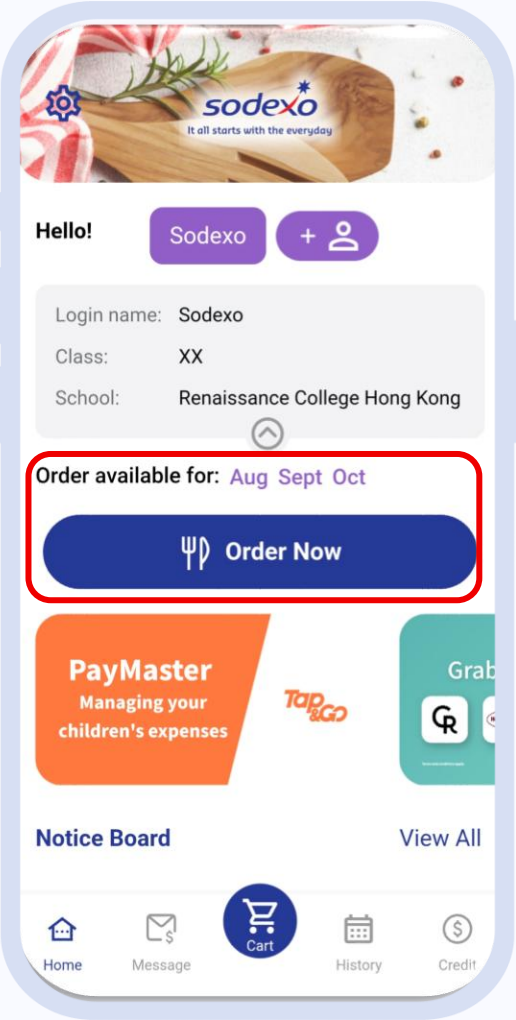 sodexo
It all starts with the everyday
Hello!
Sodexo
+
Login name: Sodexo
Class: XX
School: Renaissance College Hong Kong
Order available for: Aug Sept Oct
Order Now
PayMaster
Managing your
children's expenses
Tap
&GO
Grab
CR
Notice Board
View All
Cart
Home
Message
History
Credit